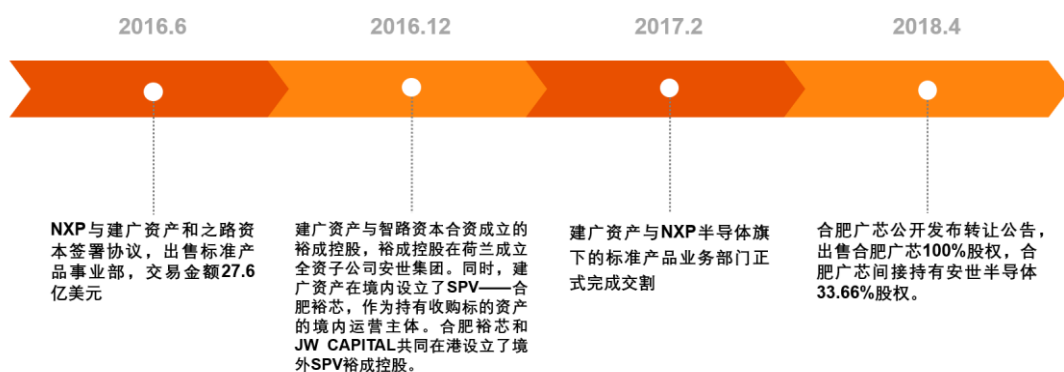 2016.6
2016.12
2017.2
2018.4
NXP与建广资产和之路资
本签署协议，出售标准产
品事业部，交易金额27.6
亿美元
建广资产与智路资本合资成立的
裕成控股，裕成控股在荷兰成立
全资子公司安世集团。同时，建
广资产在境内设立了SPV——合
肥裕芯，作为持有收购标的资产
的境内运营主体。合肥裕芯和
JW CAPITAL共同在港设立了境
外SPV裕成控股。
建广资产与NXP半导体旗
下的标准产品业务部门正
式完成交割
合肥广芯公开发布转让公告，
出售合肥广芯100%股权，合
肥广芯间接持有安世半导体
33.66%股权。